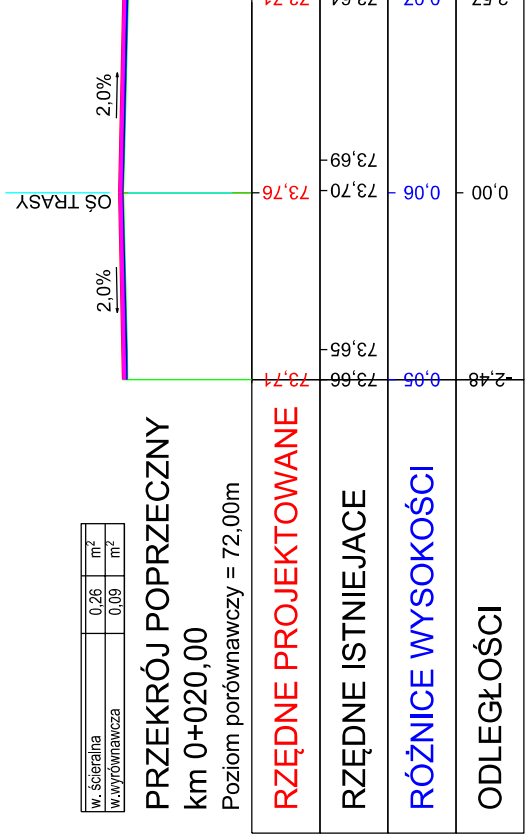 w. ścieralna 0,26 m²
w.wyrównawcza 0,09 m²
PRZEKRÓJ POPRZECZNY
km 0+020,00
Poziom porównawczy = 72,00m
2,0% 2,0%
OŚ TRASY
RZĘDNE PROJEKTOWANE 73,71 73,76
RZĘDNE ISTNIEJACE 73,66 73,65 73,70 73,69
RÓŻNICE WYSOKOŚCI 0,05 0,06
ODLEGŁOŚCI -2,48 0,00